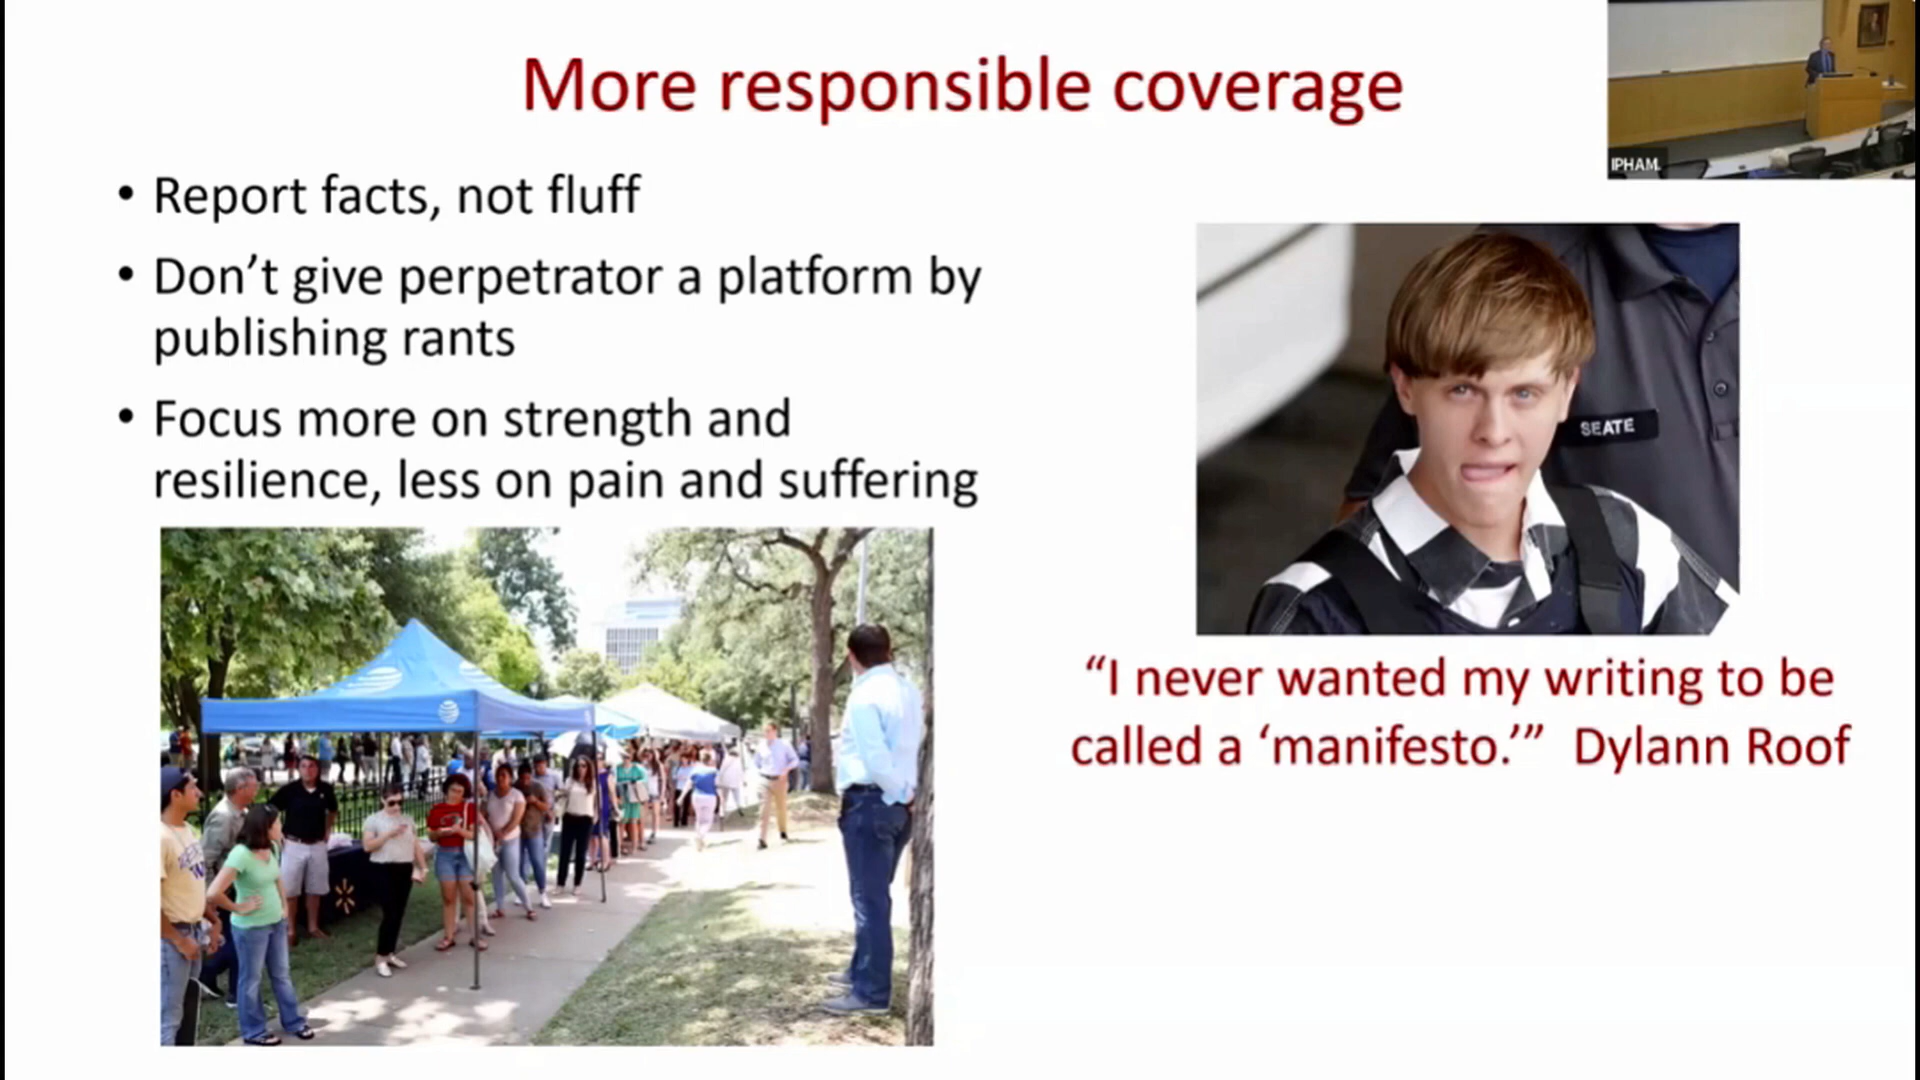 More responsible coverage
IPHAM
• Report facts, not fluff
• Don’t give perpetrator a platform by
publishing rants
• Focus more on strength and
resilience, less on pain and suffering
SEATE
“I never wanted my writing to be
called a ‘manifesto.’” Dylann Roof